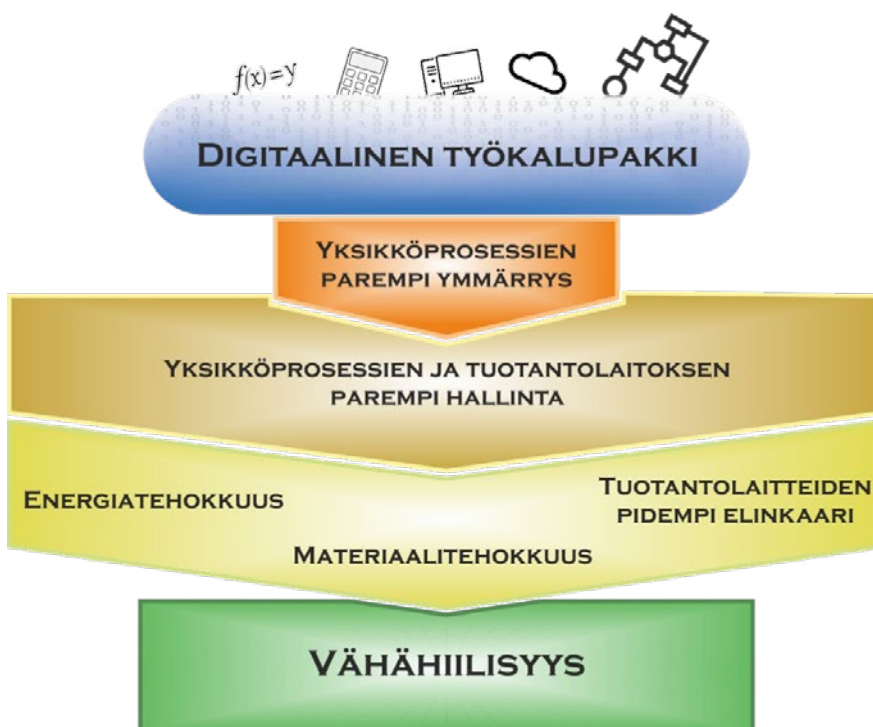 f(x)=y
DIGITAALINEN TYÖKALUPAKKI
YKSIKKÖPROSESSIEN
PAREMPI YMMÄRRYS
YKSIKKÖPROSESSIEN JA TUOTANTOLAITOKSEN
PAREMPI HALLINTA
ENERGIATEHOKKUUS
MATERIAALITEHOKKUUS
TUOTANTOLAITTEIDEN
PIDEMPI ELINKAARI
VÄHÄHIILISYYS